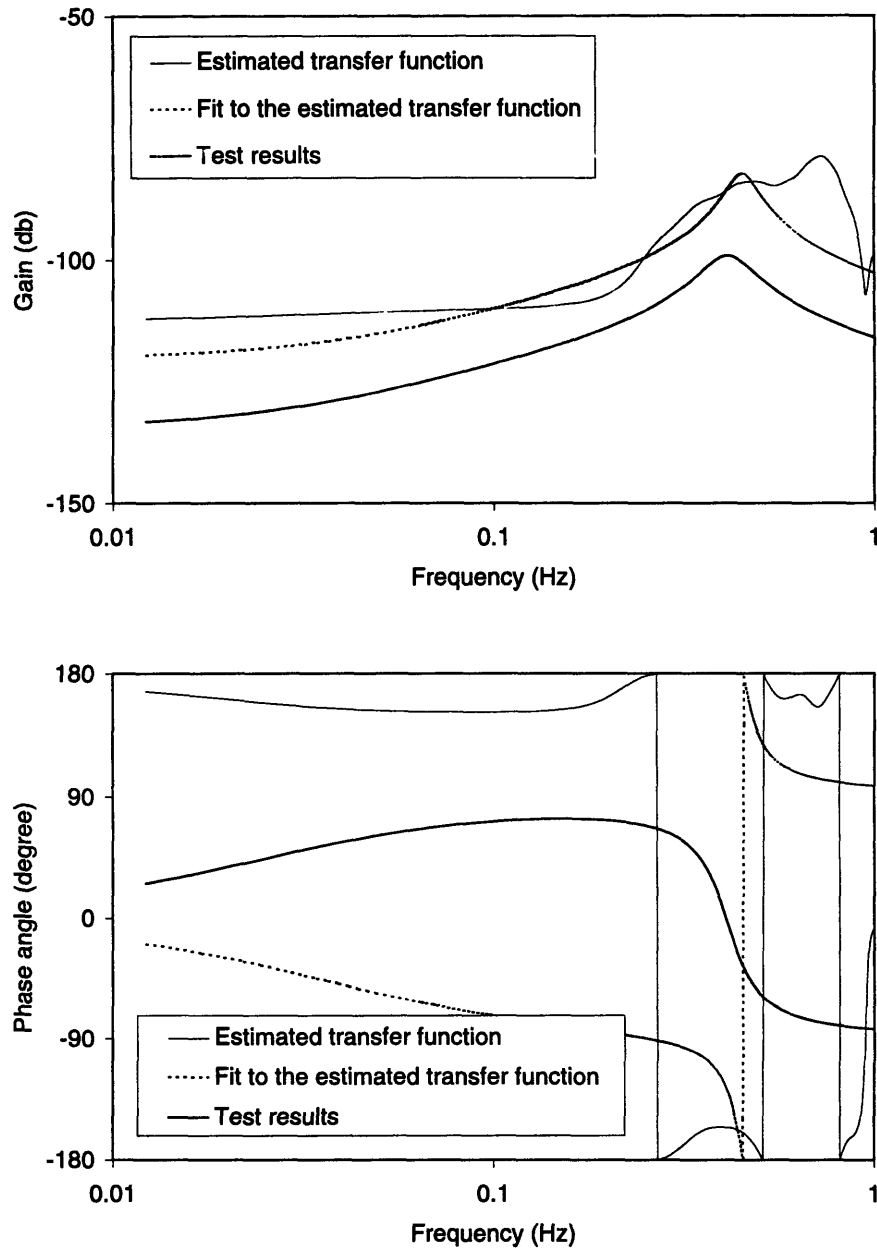 -50
Estimated transfer function
Fit to the estimated transfer function
Test results
Gain (db)
-100
-150
0.01
0.1
1
Frequency (Hz)
180
90
Phase angle (degree)
0
-90
Estimated transfer function
Fit to the estimated transfer function
Test results
-180
0.01
0.1
1
Frequency (Hz)